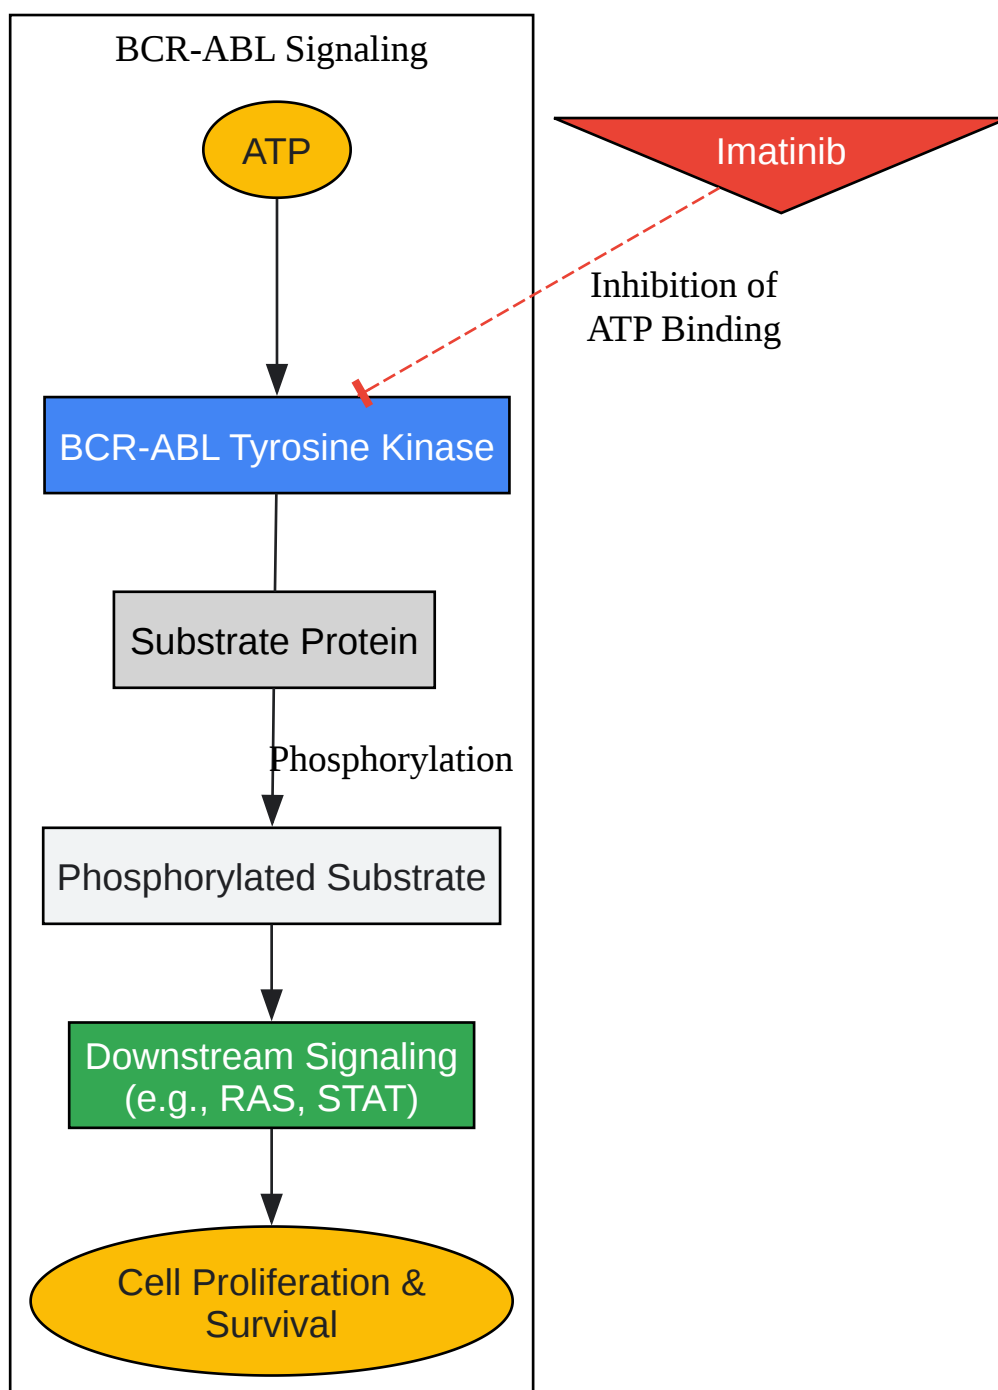 BCR-ABL Signaling
ATP
Imatinib
Inhibition of
ATP Binding
BCR-ABL Tyrosine Kinase
Substrate Protein
Phosphorylation
Phosphorylated Substrate
Downstream Signaling
(e.g., RAS, STAT)
Cell Proliferation &
Survival